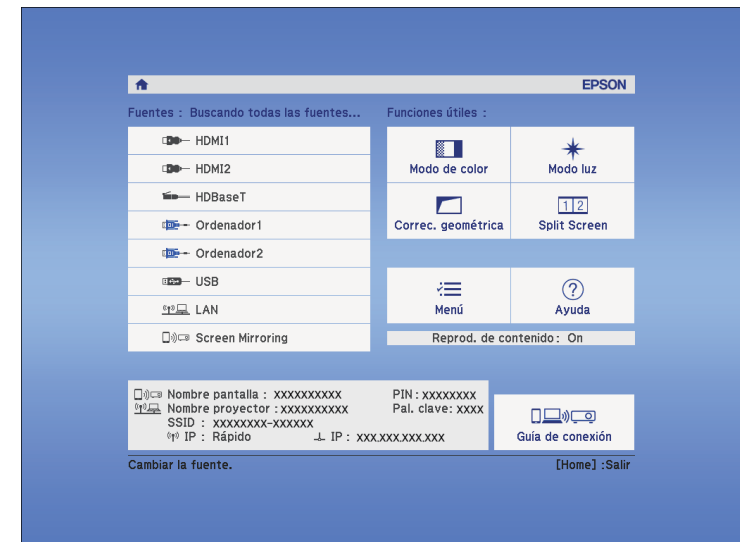 EPSON
Fuentes : Buscando todas las fuentes...
Funciones útiles :
HDMI1
HDMI2
HDBaseT
Ordenador1
Ordenador2
USB
LAN
Screen Mirroring
Modo de color
Modo luz
Correc. geométrica
1 2
Split Screen
Menú
? 
Ayuda
Reprod. de contenido : On
Nombre pantalla : xxxxxxxxxx PIN : xxxxxxxx
Nombre proyector : xxxxxxxxxx Pal. clave: xxxx
SSID : xxxxxxxx-xxxxxx
IP : Rápido IP : xxx.xxx.xxx.xxx
Guía de conexión
Cambiar la fuente. [Home] :Salir